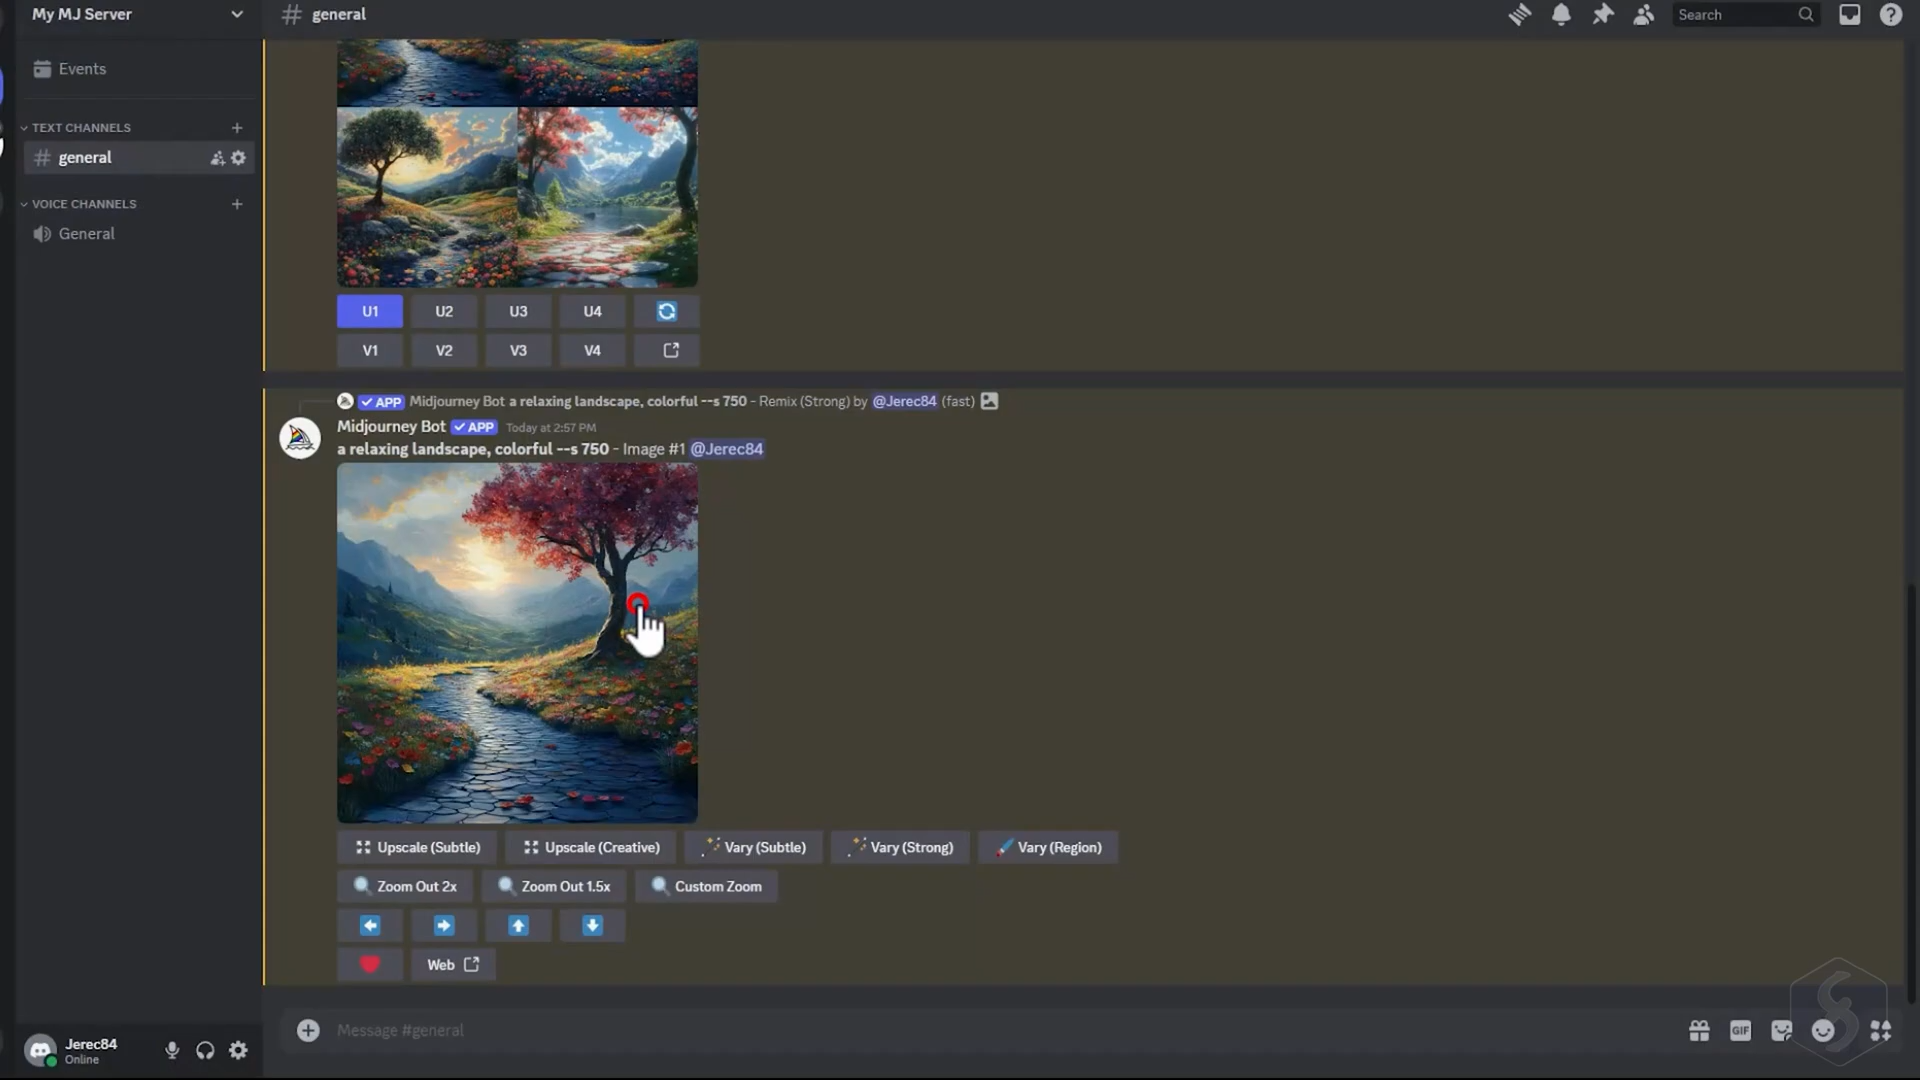 My MJ Server
general
Search
Events
TEXT CHANNELS
general
VOICE CHANNELS
General
U1 U2 U3 U4
V1 V2 V3 V4
APP Midjourney Bot a relaxing landscape, colorful --s 750 - Remix (Strong) by @Jerec84 (fast)
Midjourney Bot APP Today at 2:57 PM
a relaxing landscape, colorful --s 750 - Image #1 @Jerec84
Upscale (Subtle) Upscale (Creative) Vary (Subtle) Vary (Strong) Vary (Region)
Zoom Out 2x Zoom Out 1.5x Custom Zoom
Web
Message #general
GIF
Jerec84
Online